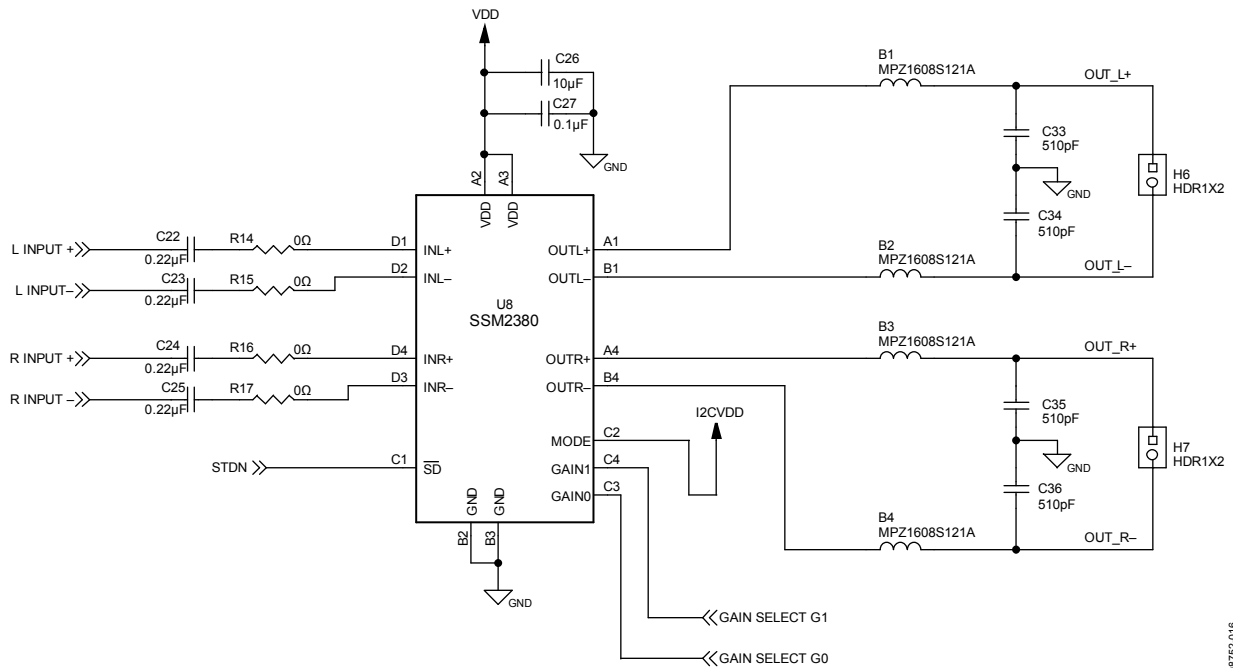 VDD
C26
10µF
C27
0.1µF
GND
A2
A3
VDD
VDD
B1
MPZ1608S121A
OUT_L+
C33
510pF
GND
C34
510pF
H6
HDR1X2
B2
MPZ1608S121A
OUT_L–
L INPUT +
C22
0.22µF
R14
0Ω
D1
INL+
OUTL+
A1
L INPUT–
C23
0.22µF
R15
0Ω
D2
INL–
OUTL–
B1
U8
SSM2380
R INPUT +
C24
0.22µF
R16
0Ω
D4
INR+
OUTR+
A4
R INPUT –
C25
0.22µF
R17
0Ω
D3
INR–
OUTR–
B4
B3
MPZ1608S121A
OUT_R+
C35
510pF
GND
C36
510pF
H7
HDR1X2
B4
MPZ1608S121A
OUT_R–
I2CVDD
MODE
C2
STDN
C1
SD
GAIN1
C4
GAIN0
C3
GND
GND
B2
B3
GND
GAIN SELECT G1
GAIN SELECT G0